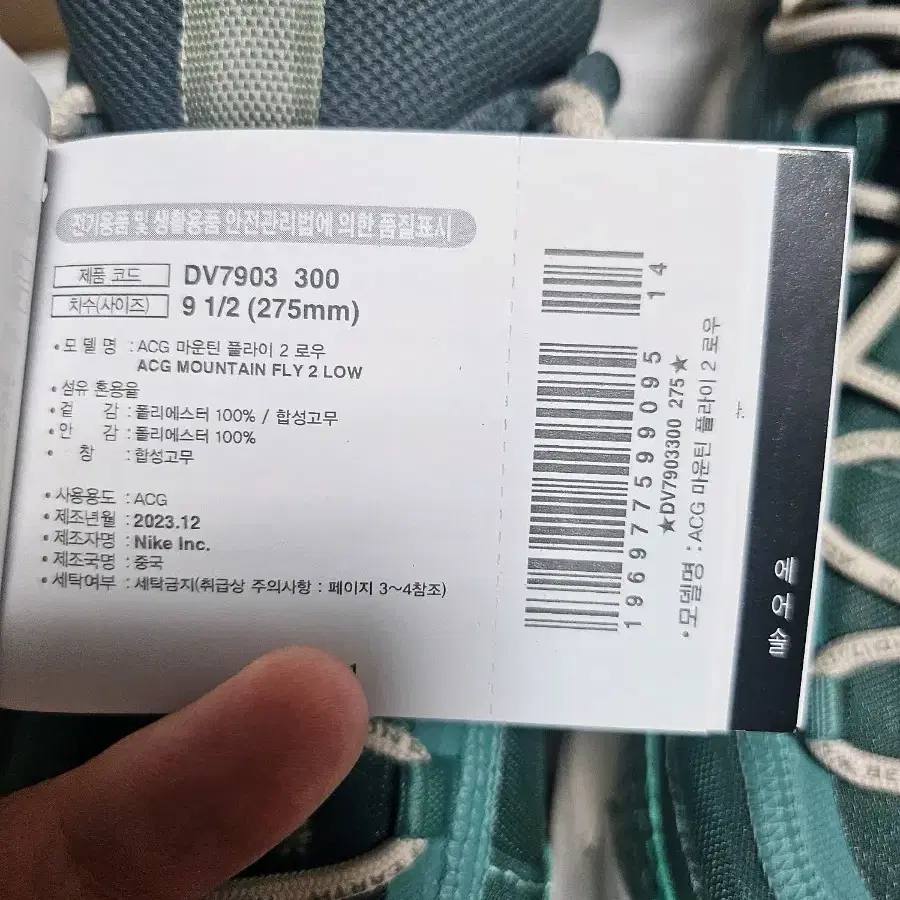 전기용품 및 생활용품 안전관리법에 의한 품질표시
제품 코드 DV7903 300
치수(사이즈) 9 1/2 (275mm)
• 모 델 명 : ACG 마운틴 플라이 2 로우
ACG MOUNTAIN FLY 2 LOW
• 섬유 혼용율
• 겉 감 : 폴리에스터 100% / 합성고무
• 안 감 : 폴리에스터 100%
• 창 : 합성고무
• 사용용도 : ACG
• 제조년월 : 2023.12
• 제조자명 : Nike Inc.
• 제조국명 : 중국
• 세탁여부 : 세탁금지(취급상 주의사항 : 페이지 3~4참조)
14
196977599095
★DV7903300 275★
• 모델명 : ACG 마운틴 플라이 2 로우
에어솔